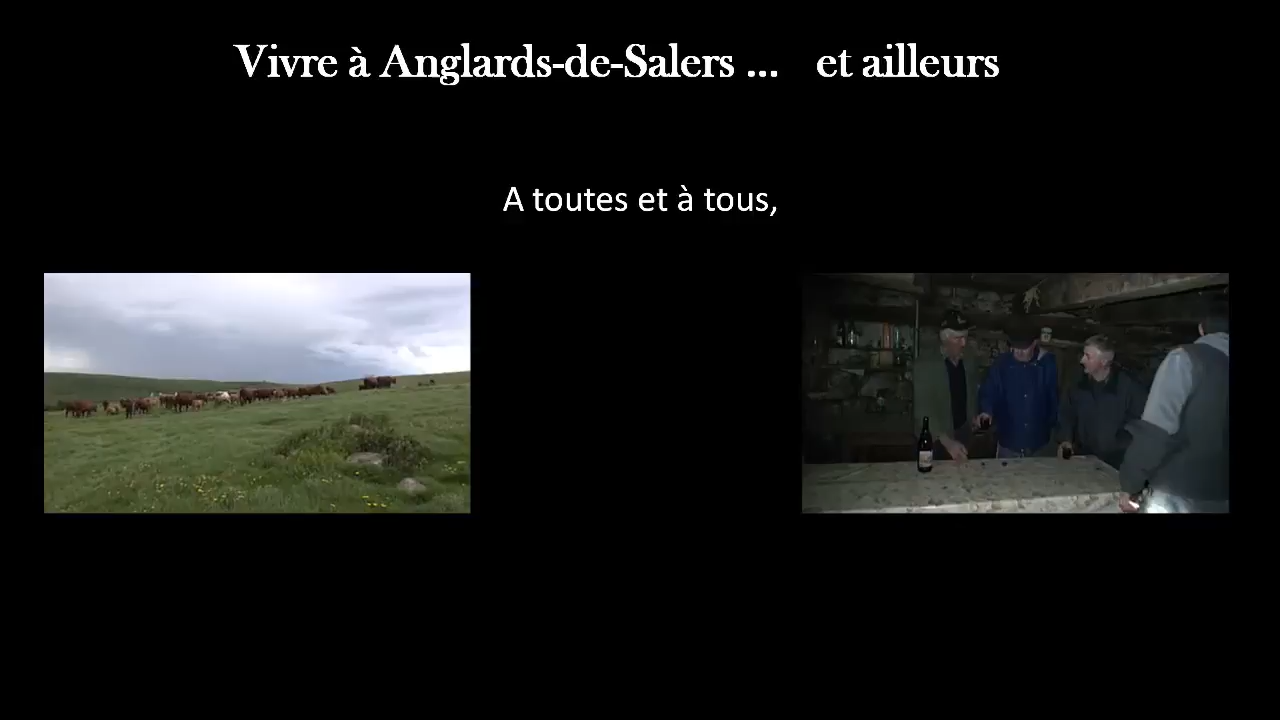 Vivre à Anglards-de-Salers ... et ailleurs
A toutes et à tous,